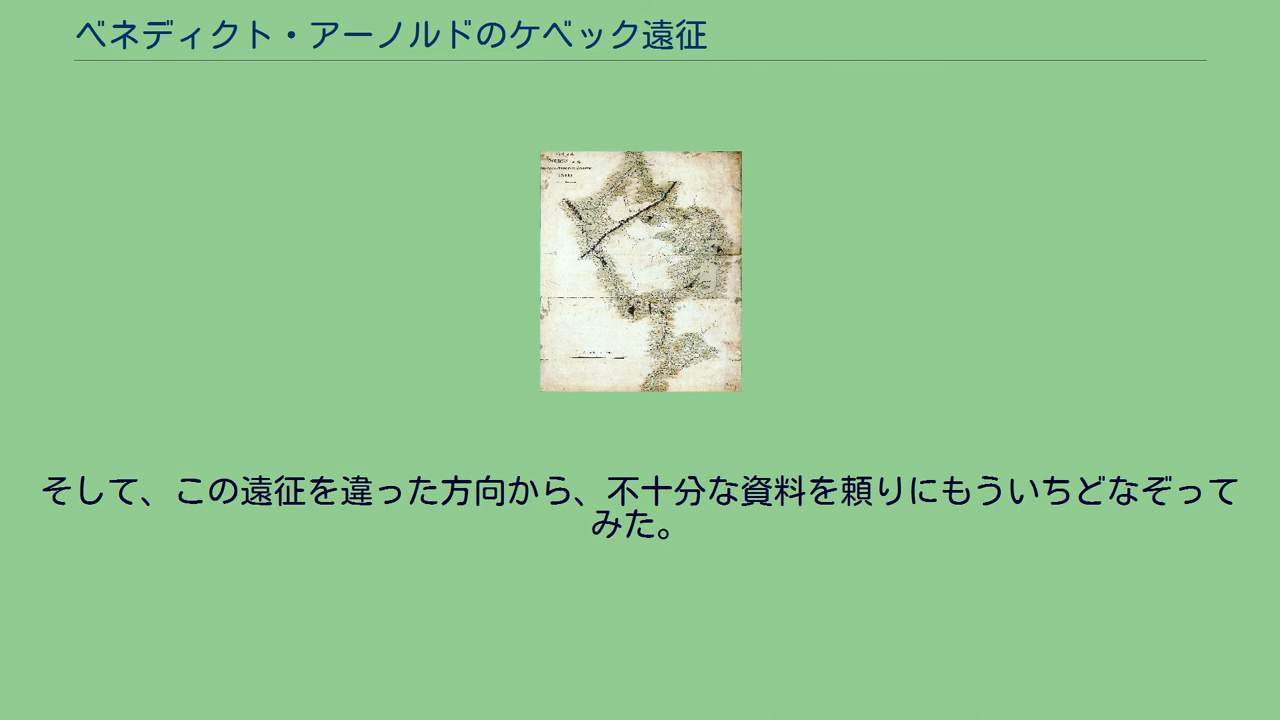 ベネディクト・アーノルドのケベック遠征
そして、この遠征を違った方向から、不十分な資料を頼りにもういちどなぞって
みた。